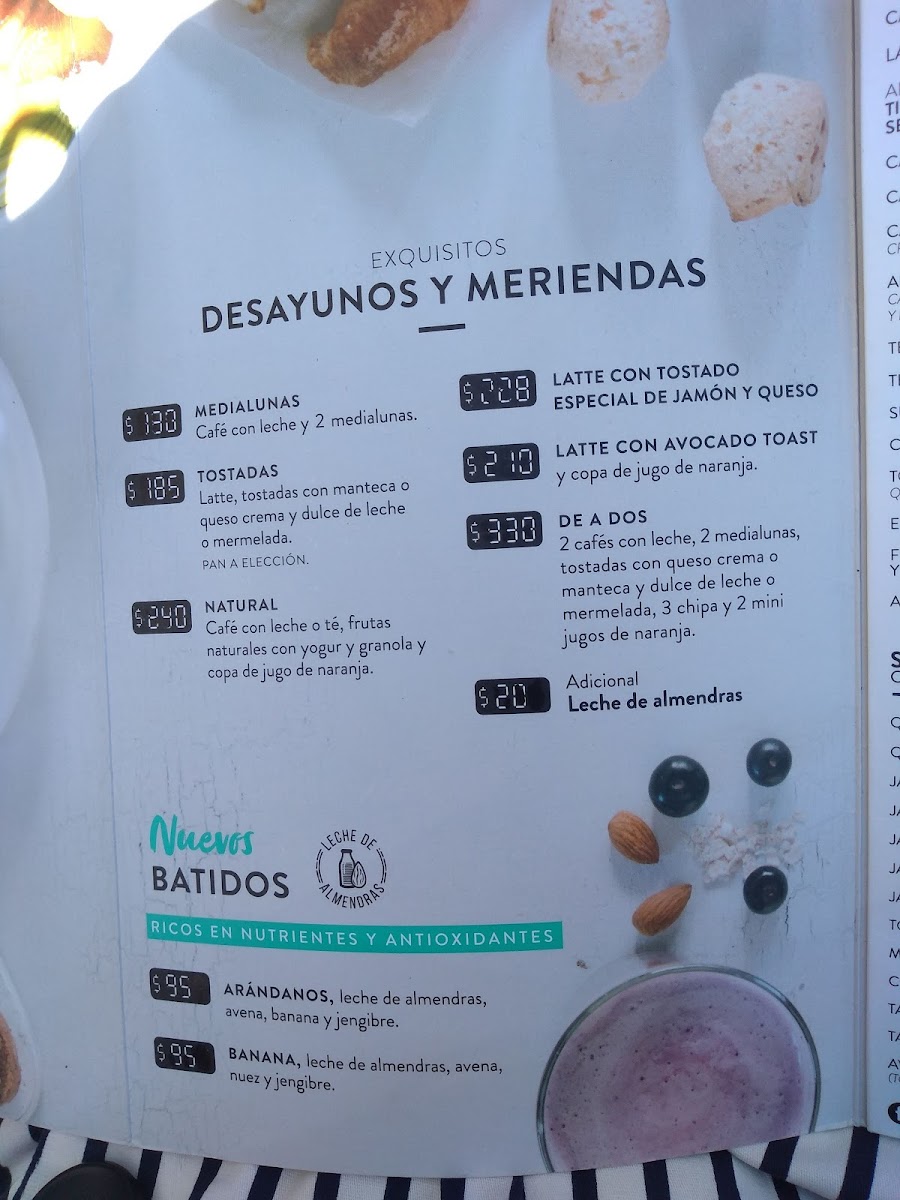 EXQUISITOS
DESAYUNOS Y MERIENDAS
$130
MEDIALUNAS
Café con leche y 2 medialunas.
$185
TOSTADAS
Latte, tostadas con manteca o
queso crema y dulce de leche
o mermelada.
PAN A ELECCIÓN.
$240
NATURAL
Café con leche o té, frutas
naturales con yogur y granola y
copa de jugo de naranja.
$228
LATTE CON TOSTADO
ESPECIAL DE JAMÓN Y QUESO
$210
LATTE CON AVOCADO TOAST
y copa de jugo de naranja.
$330
DE A DOS
2 cafés con leche, 2 medialunas,
tostadas con queso crema o
manteca y dulce de leche o
mermelada, 3 chipa y 2 mini
jugos de naranja.
$20
Adicional
Leche de almendras
Nuevos
BATIDOS
LECHE DE
ALMENDRAS
RICOS EN NUTRIENTES Y ANTIOXIDANTES
$95
ARÁNDANOS, leche de almendras,
avena, banana y jengibre.
$95
BANANA, leche de almendras, avena,
nuez y jengibre.